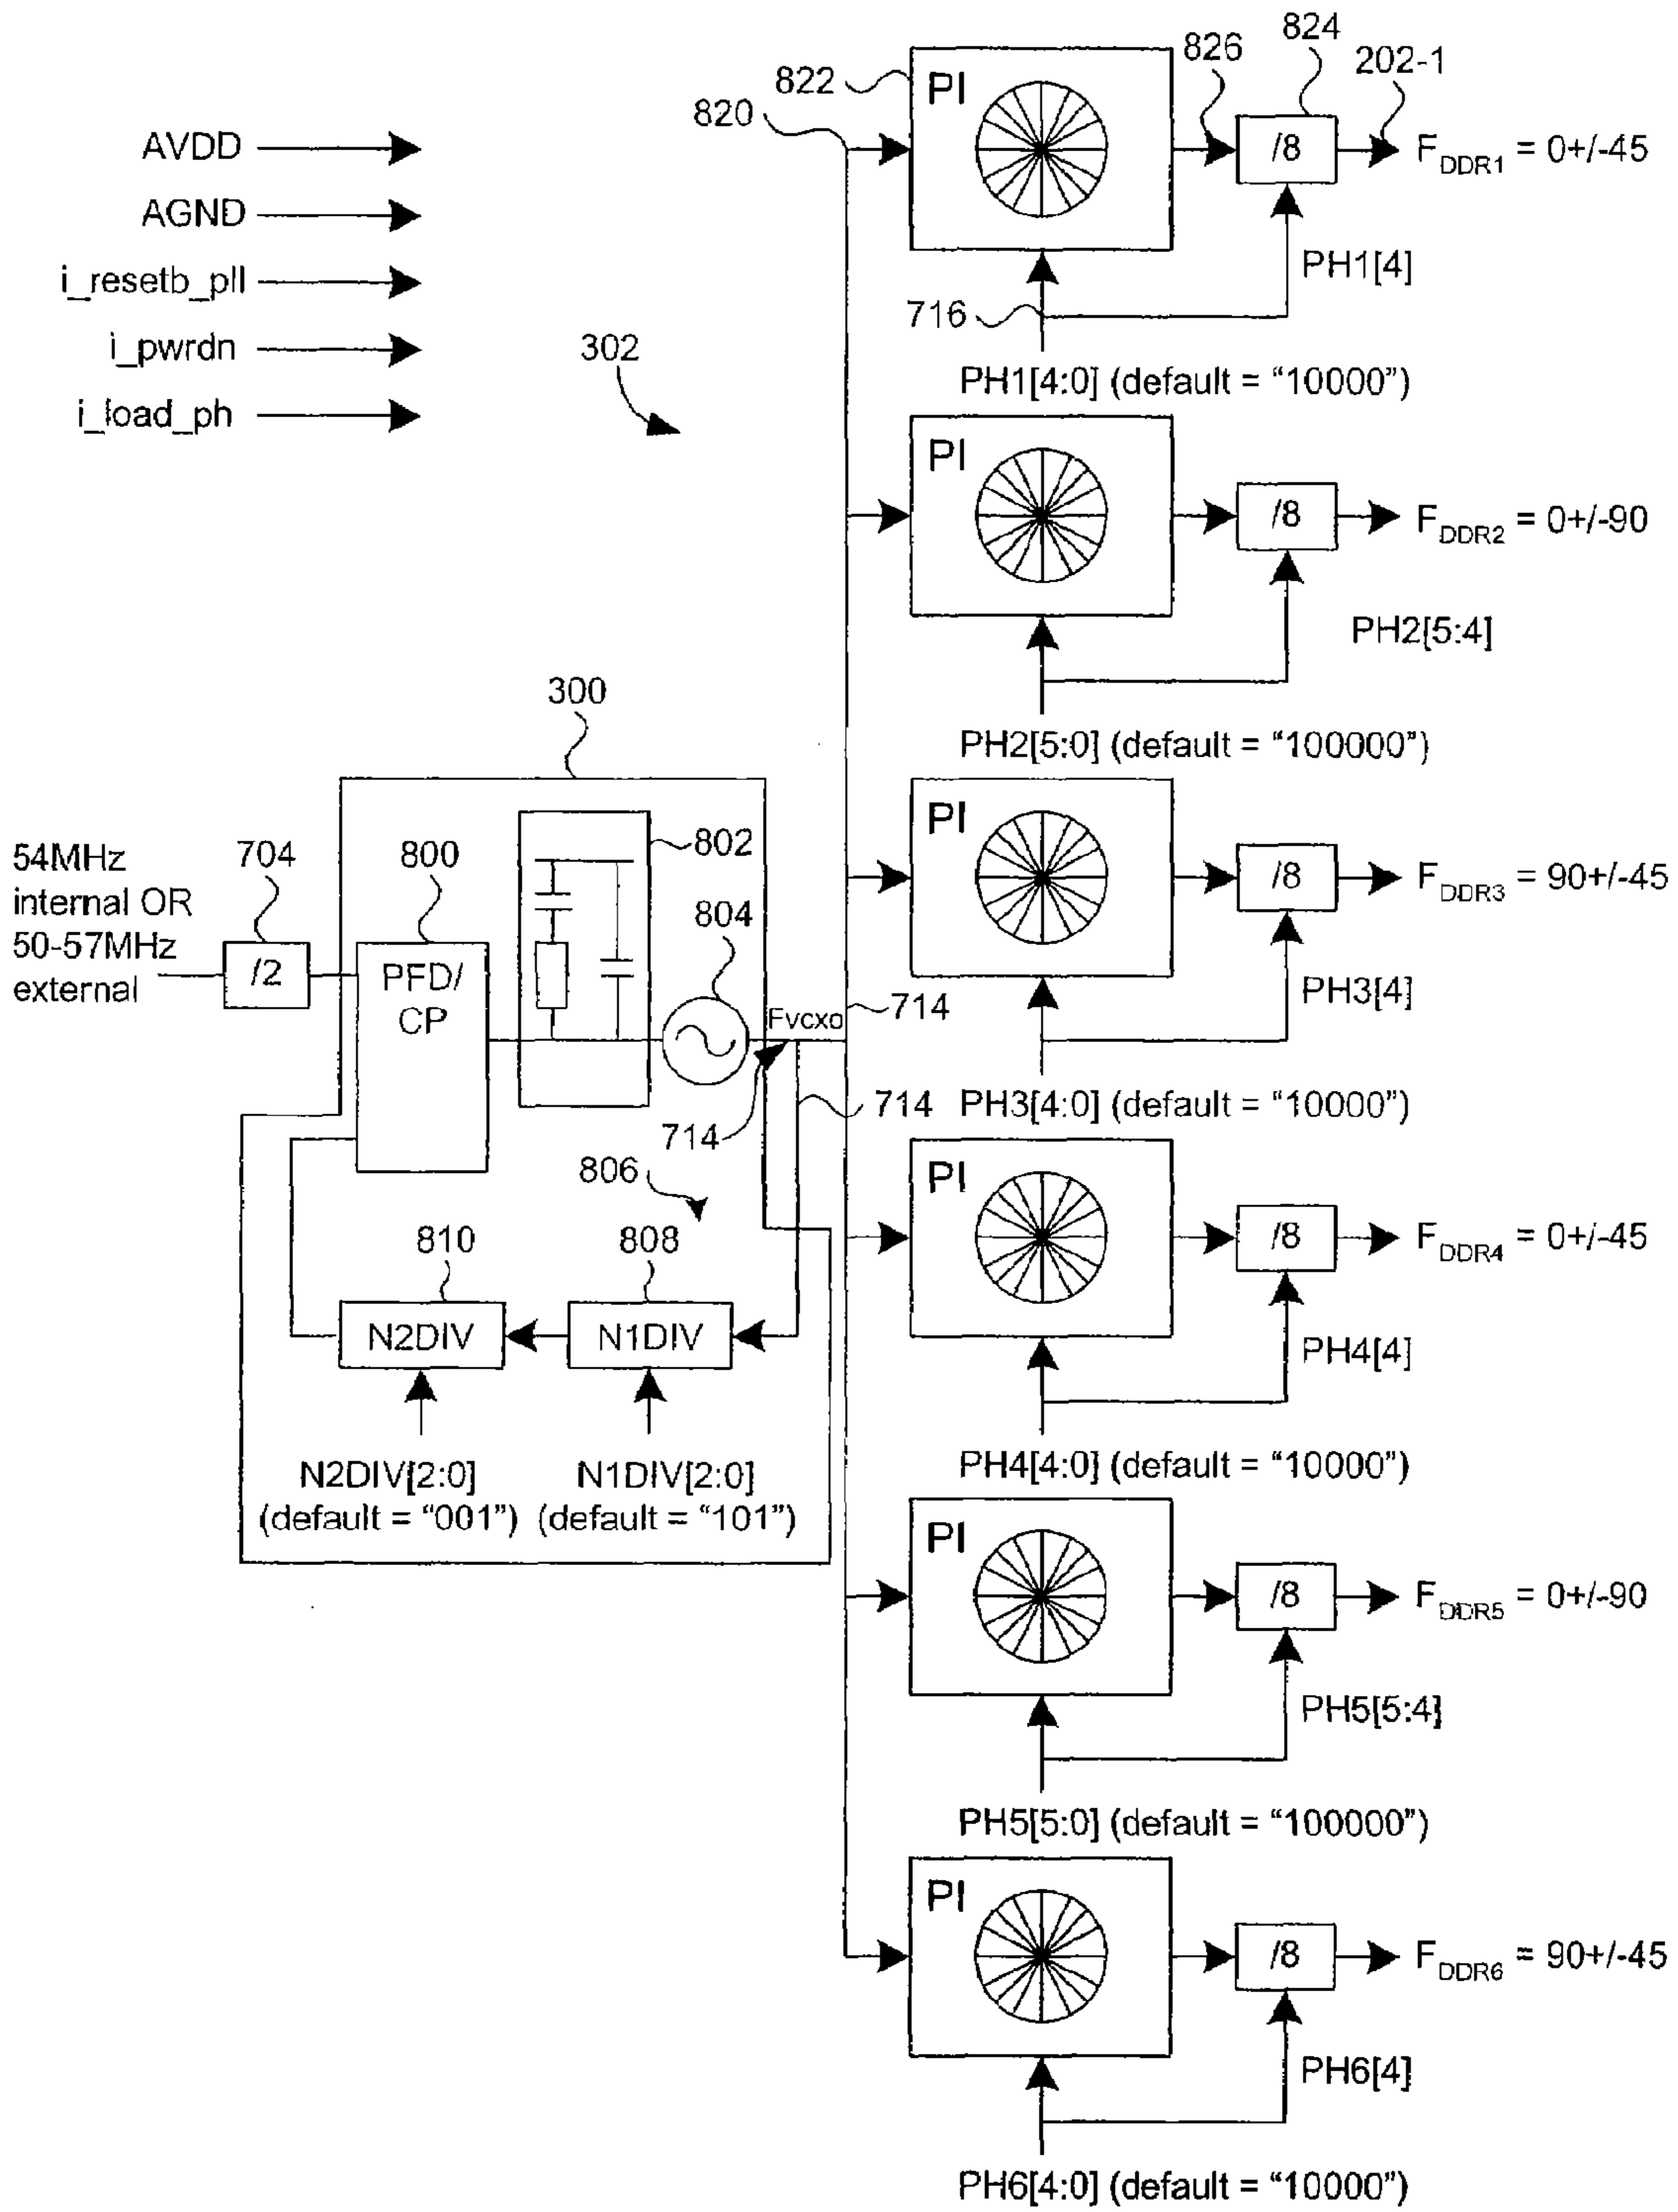 AVDD
AGND
i_resetb_pll
i_pwrdn
i_load_ph
302
820
822
PI
826
824
202-1
/8
FDDR1 = 0+/-45
PH1[4]
716
PH1[4:0] (default = “10000”)
PI
/8
FDDR2 = 0+/-90
PH2[5:4]
PH2[5:0] (default = “100000”)
PI
/8
FDDR3 = 90+/-45
PH3[4]
714
PH3[4:0] (default = “10000”)
PI
/8
FDDR4 = 0+/-45
PH4[4]
PH4[4:0] (default = “10000”)
PI
/8
FDDR5 = 0+/-90
PH5[5:4]
PH5[5:0] (default = “100000”)
PI
/8
FDDR6 = 90+/-45
PH6[4]
PH6[4:0] (default = “10000”)
300
54MHz
internal OR
50-57MHz
external
704
/2
800
PFD/
CP
802
804
Fvcxo
714
714
806
810
808
N2DIV
N1DIV
N2DIV[2:0]
(default = “001”)
N1DIV[2:0]
(default = “101”)